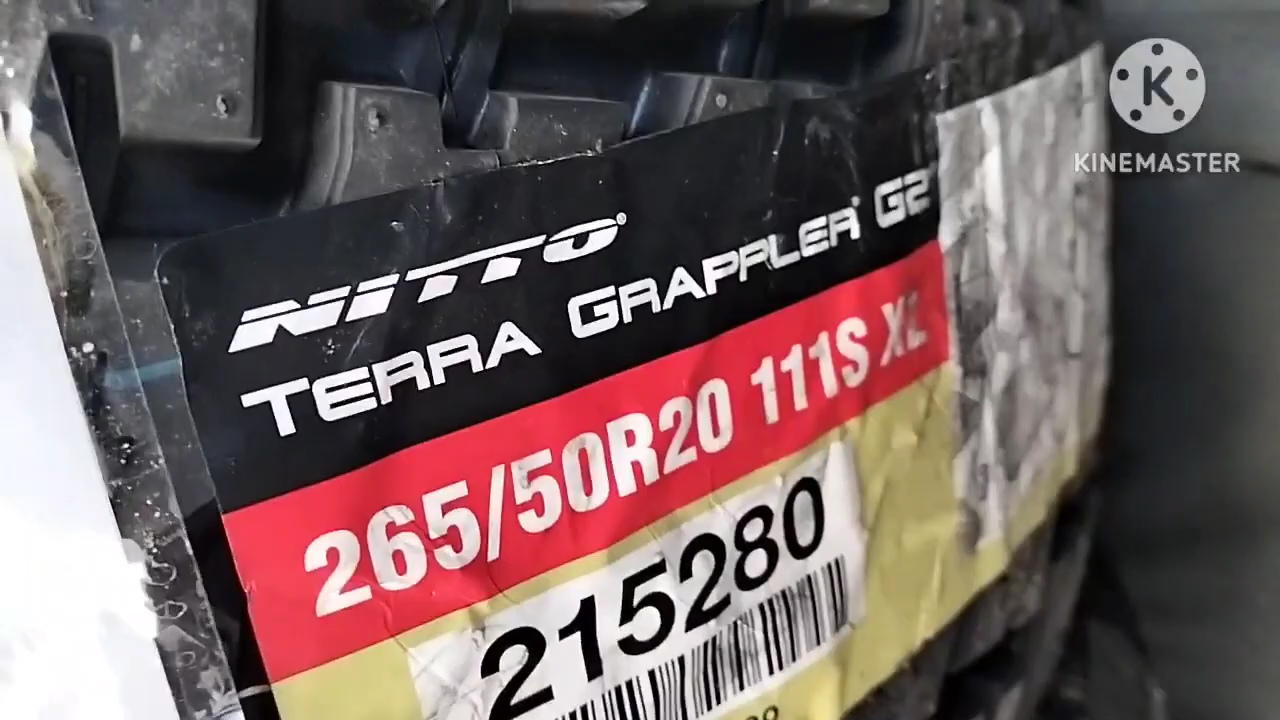 K
KINEMASTER
NITTO®
TERRA GRAPPLER® G2
265/50R20 111S XL
215280